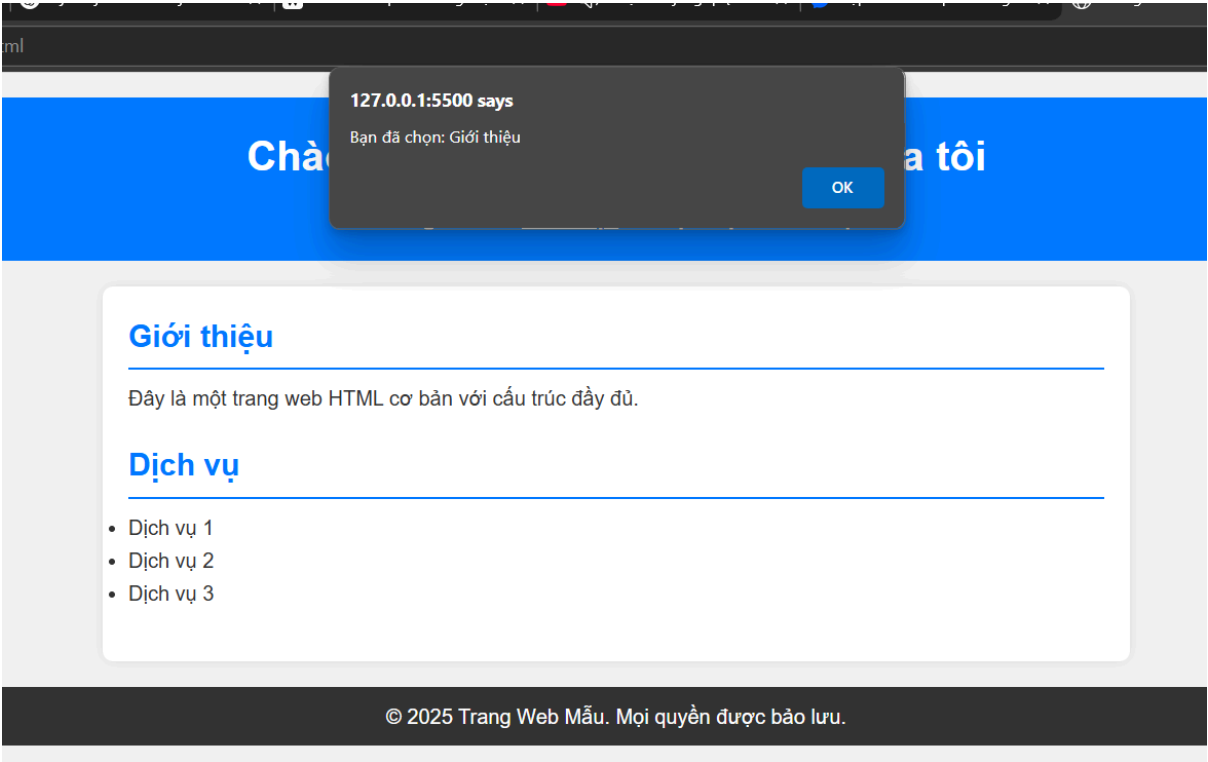 127.0.0.1:5500 says
Bạn đã chọn: Giới thiệu
OK
tôi
Giới thiệu
Đây là một trang web HTML cơ bản với cấu trúc đầy đủ.
Dịch vụ
Dịch vụ 1
Dịch vụ 2
Dịch vụ 3
© 2025 Trang Web Mẫu. Mọi quyền được bảo lưu.